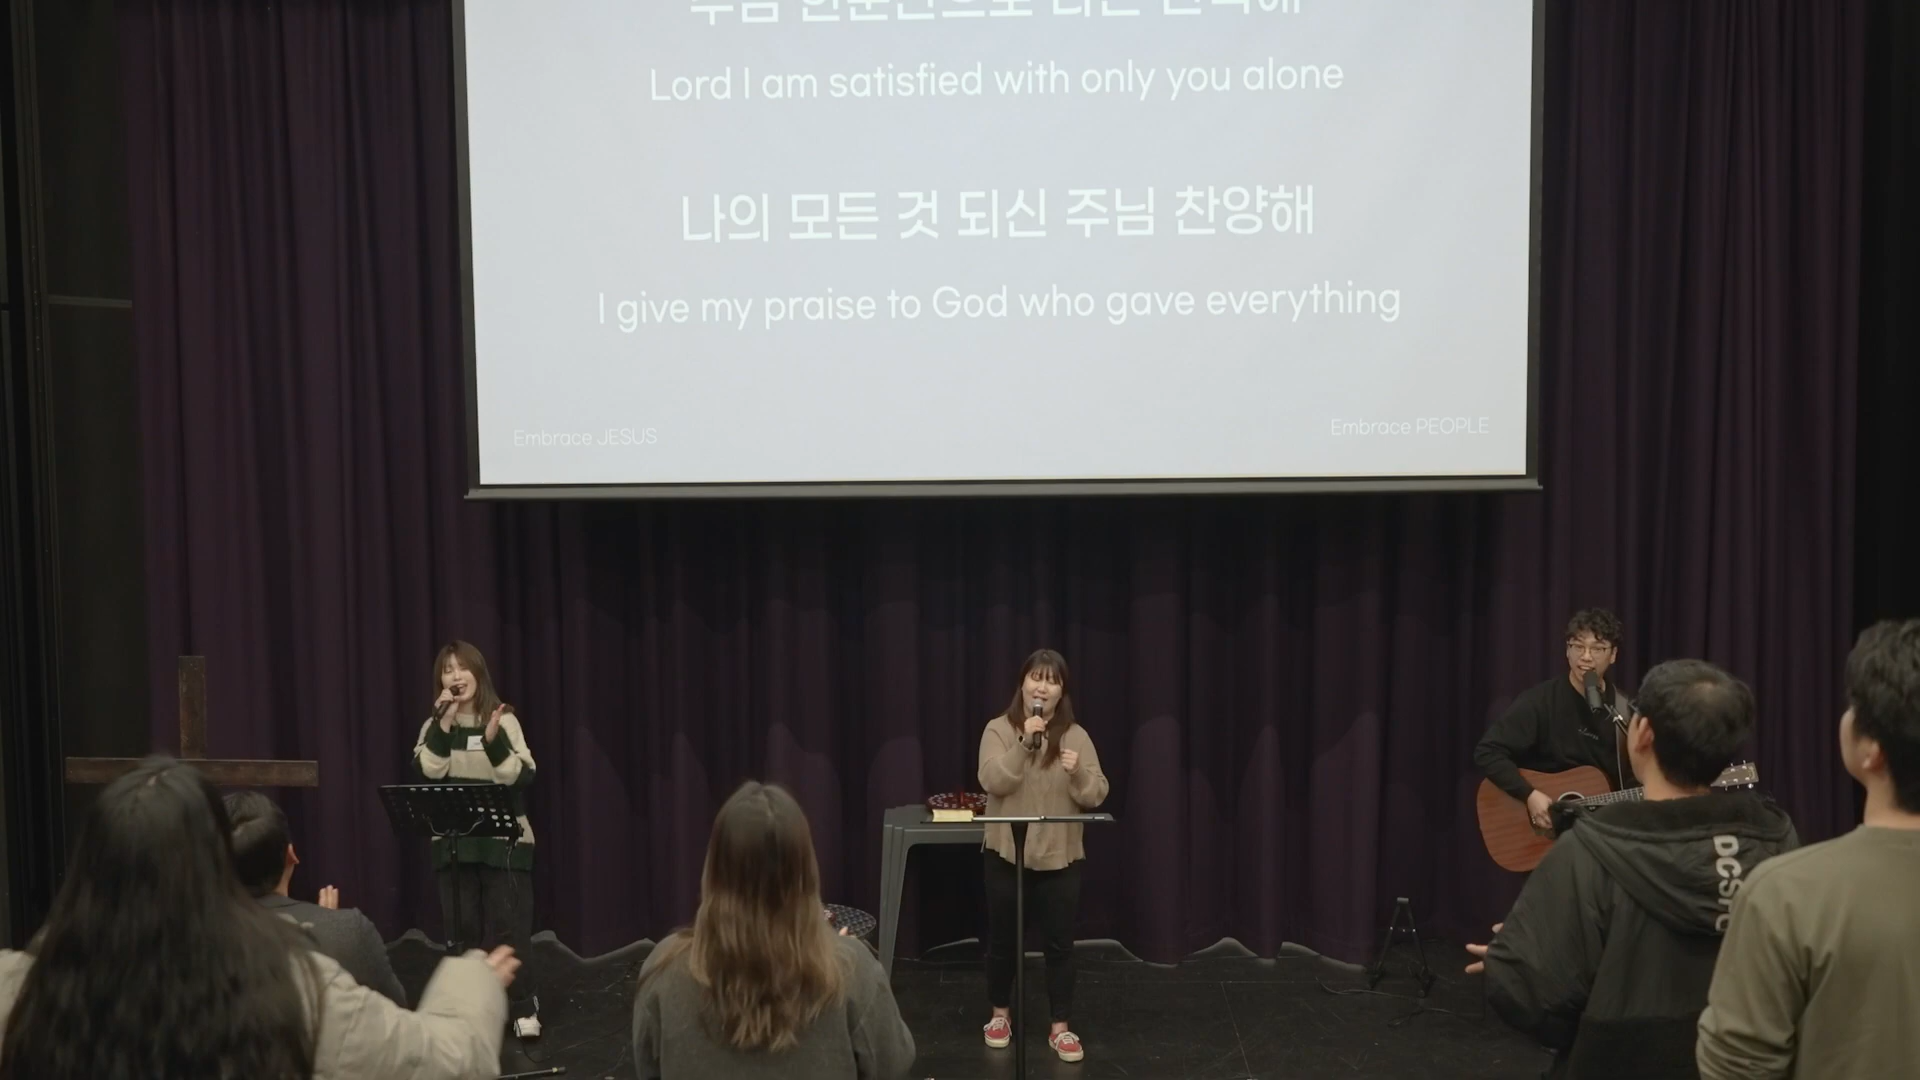 Lord I am satisfied with only you alone
나의 모든 것 되신 주님 찬양해
I give my praise to God who gave everything
Embrace JESUS
Embrace PEOPLE